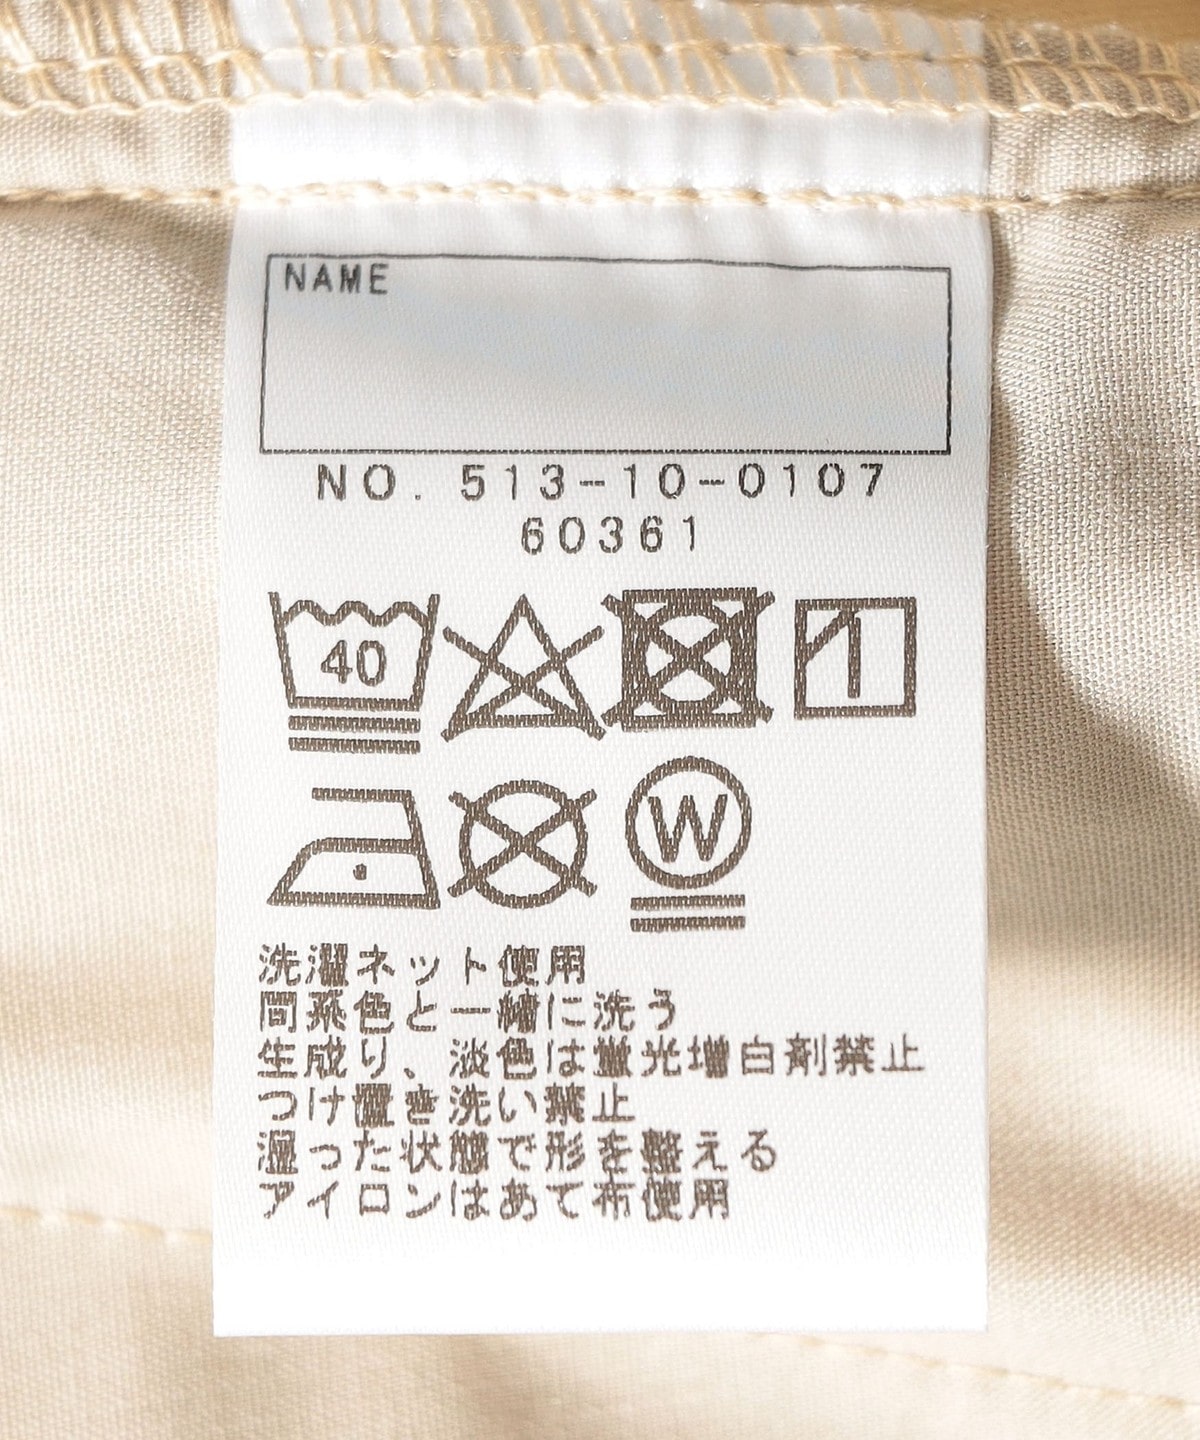 NAME
NO. 513-10-0107
60361
40
W
洗濯ネット使用
同系色と一緒に洗う
生成り、淡色は蛍光増白剤禁止
つけ置き洗い禁止
湿った状態で形を整える
アイロンはあて布使用